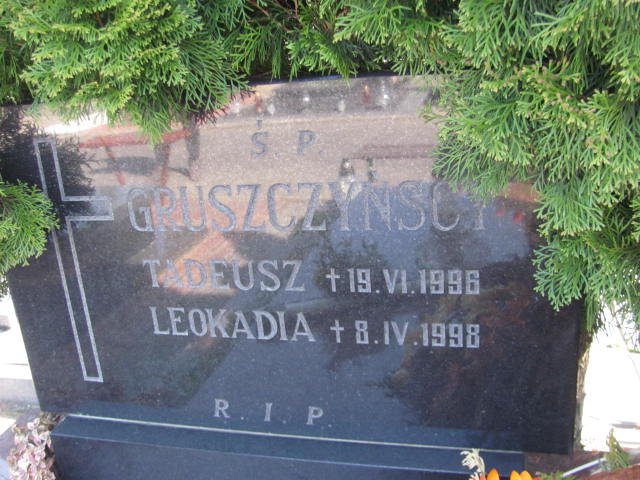 Ś P
GRUSZCZYŃSCY
TADEUSZ ✝ 19.VI.1996
LEOKADIA ✝ 8.IV.1998
R. I P.